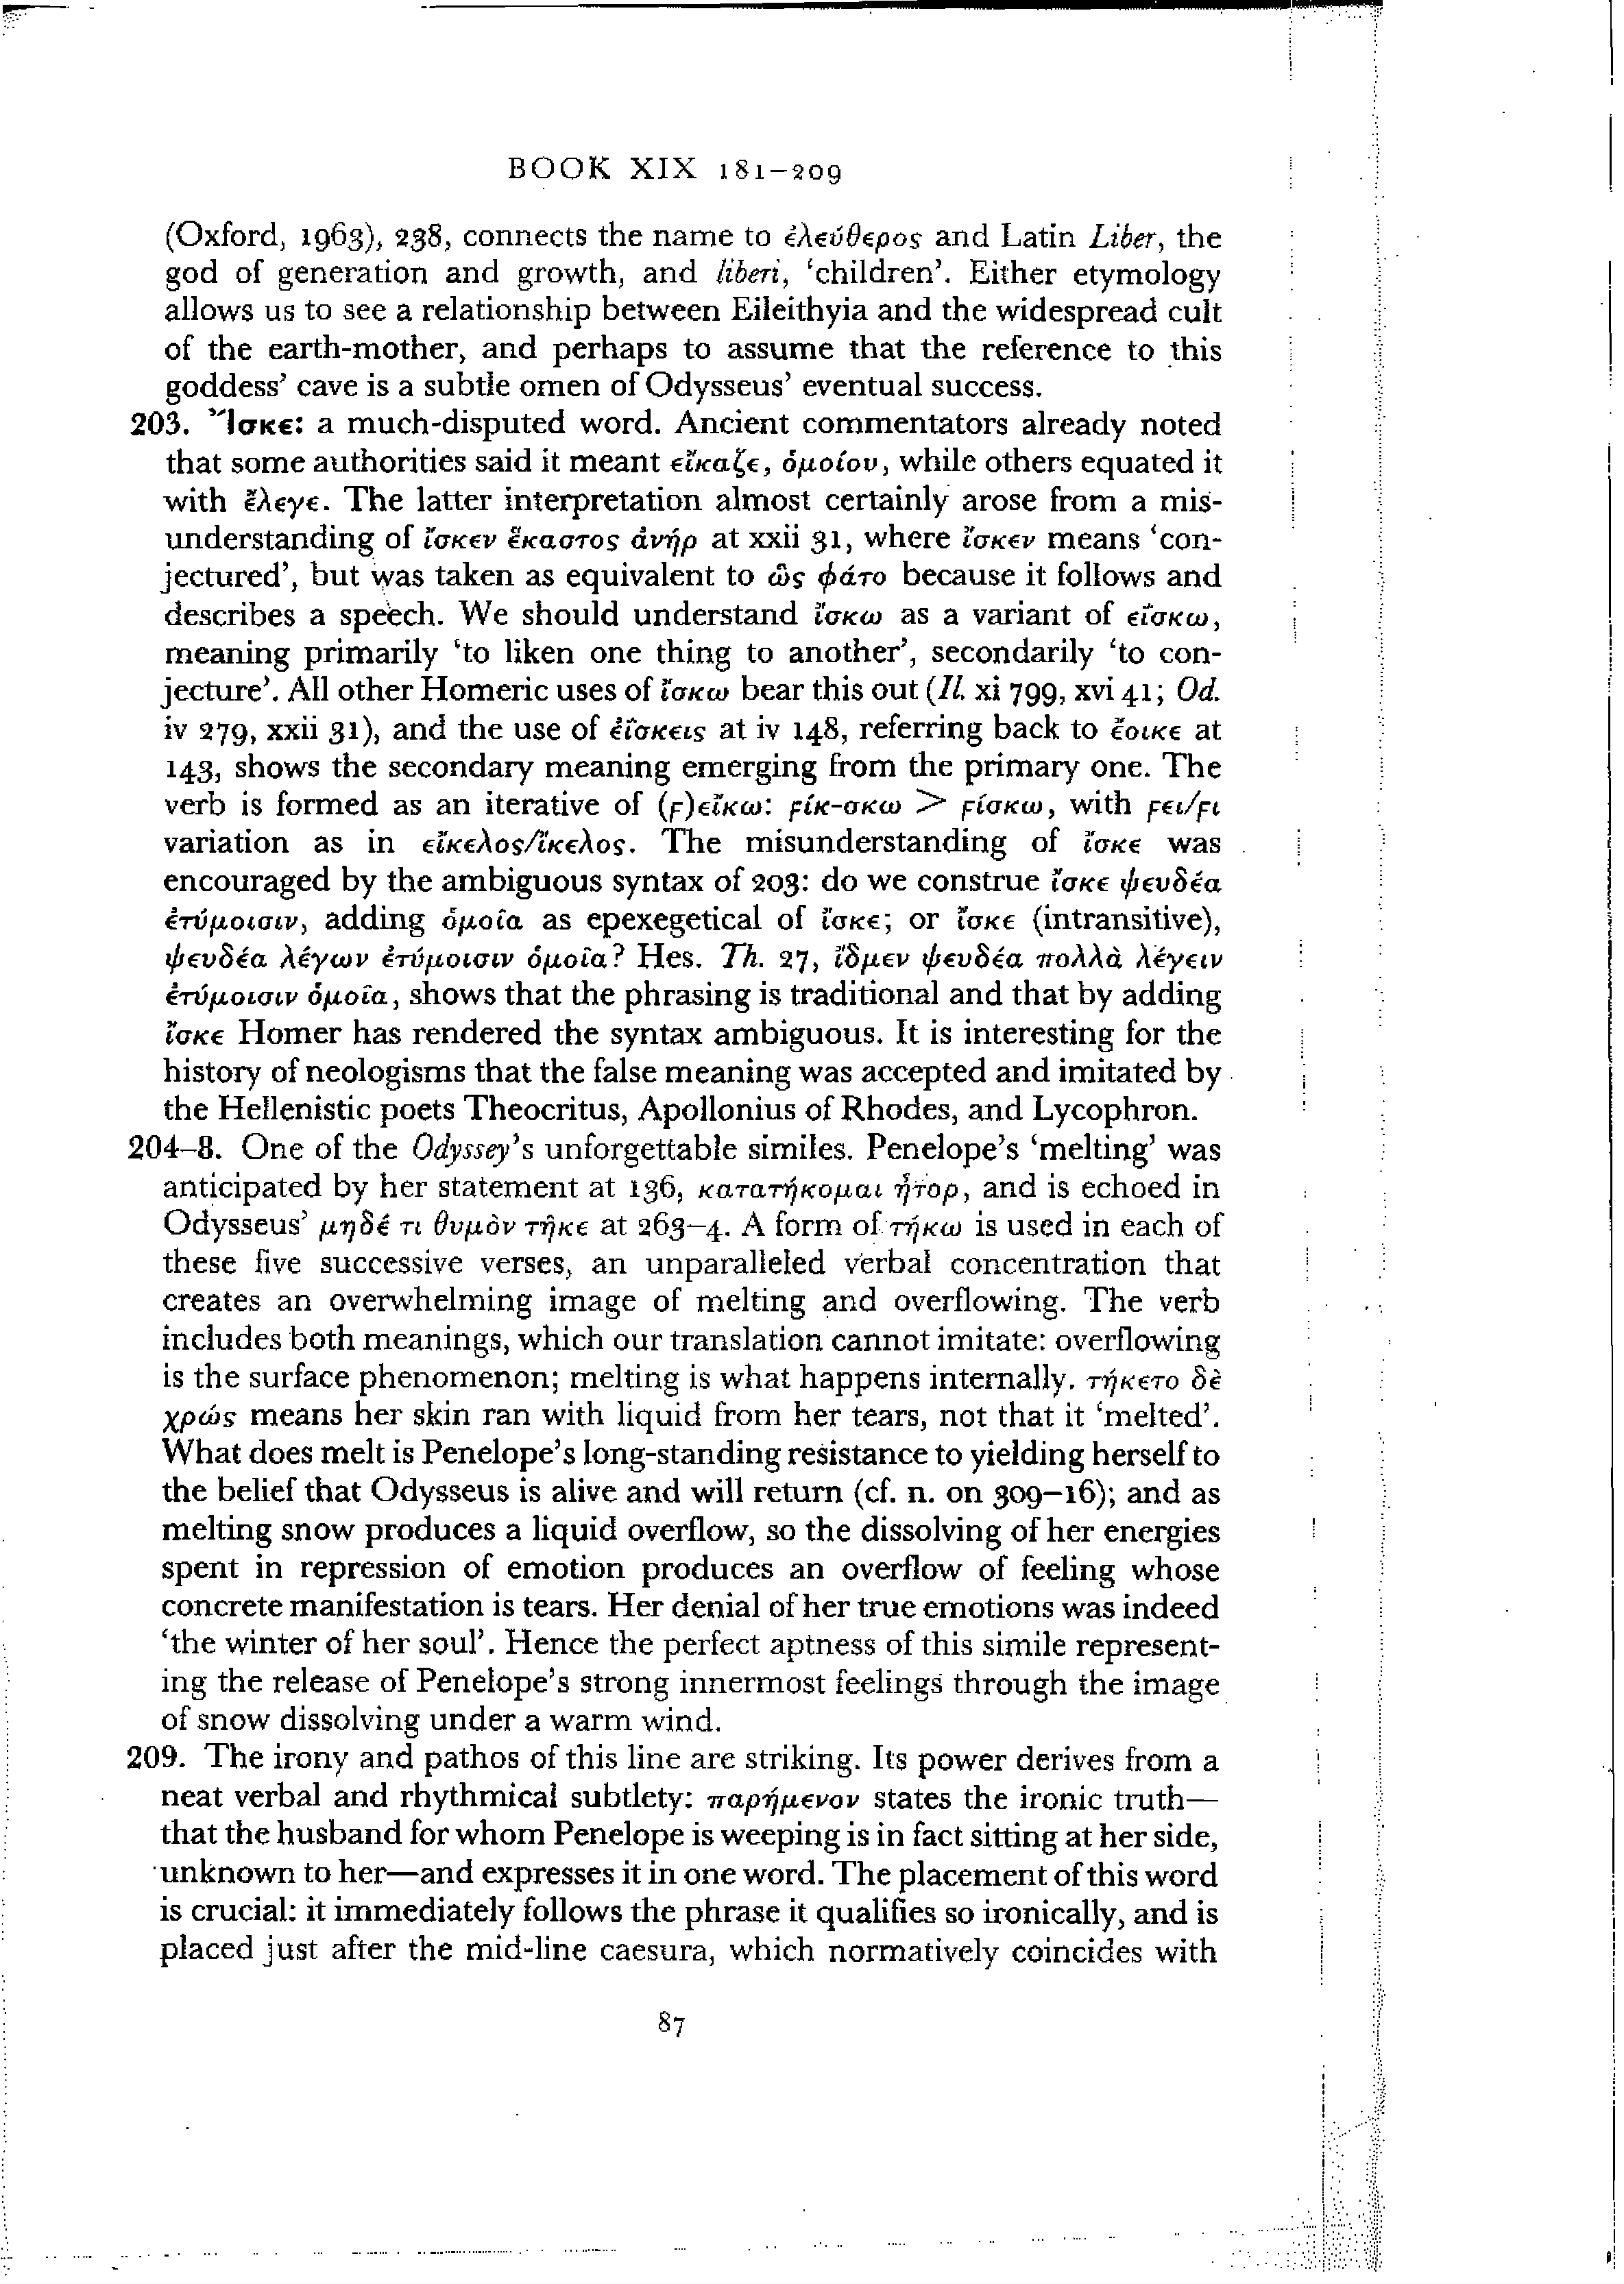 BOOK XIX 181–209
(Oxford, 1963), 238, connects the name to ἐλεύθερος and Latin Liber, the
god of generation and growth, and liberi, ‘children’. Either etymology
allows us to see a relationship between Eileithyia and the widespread cult
of the earth-mother, and perhaps to assume that the reference to this
goddess’ cave is a subtle omen of Odysseus’ eventual success.
203. Ἴσκε: a much-disputed word. Ancient commentators already noted
that some authorities said it meant εἴκαζε, ὁμοίου, while others equated it
with ἔλεγε. The latter interpretation almost certainly arose from a mis-
understanding of ἴσκεν ἕκαστος ἀνήρ at xxii 31, where ἴσκεν means ‘con-
jectured’, but was taken as equivalent to ὣς φάτο because it follows and
describes a speech. We should understand ἴσκω as a variant of εΐσκω,
meaning primarily ‘to liken one thing to another’, secondarily ‘to con-
jecture’. All other Homeric uses of ἴσκω bear this out (Il. xi 799, xvi 41; Od.
iv 279, xxii 31), and the use of ἐΐσκεις at iv 148, referring back to ἔοικε at
143, shows the secondary meaning emerging from the primary one. The
verb is formed as an iterative of (ϝ)εἴκω: ϝίκ-σκω > ϝίσκω, with ϝει/ϝι
variation as in εἴκελος/ἴκελος. The misunderstanding of ἴσκε was
encouraged by the ambiguous syntax of 203: do we construe ἴσκε ψευδέα
ἐτύμοισιν, adding ὁμοῖα as epexegetical of ἴσκε; or ἴσκε (intransitive),
ψευδέα λέγων ἐτύμοισιν ὁμοῖα? Hes. Th. 27, ἴδμεν ψευδέα πολλὰ λέγειν
ἐτύμοισιν ὁμοῖα, shows that the phrasing is traditional and that by adding
ἴσκε Homer has rendered the syntax ambiguous. It is interesting for the
history of neologisms that the false meaning was accepted and imitated by
the Hellenistic poets Theocritus, Apollonius of Rhodes, and Lycophron.
204–8. One of the Odyssey’s unforgettable similes. Penelope’s ‘melting’ was
anticipated by her statement at 136, κατατήκομαι ἦτορ, and is echoed in
Odysseus’ μηδέ τι θυμὸν τῆκε at 263–4. A form of τήκω is used in each of
these five successive verses, an unparalleled verbal concentration that
creates an overwhelming image of melting and overflowing. The verb
includes both meanings, which our translation cannot imitate: overflowing
is the surface phenomenon; melting is what happens internally. τήκετο δὲ
χρώς means her skin ran with liquid from her tears, not that it ‘melted’.
What does melt is Penelope’s long-standing resistance to yielding herself to
the belief that Odysseus is alive and will return (cf. n. on 309–16); and as
melting snow produces a liquid overflow, so the dissolving of her energies
spent in repression of emotion produces an overflow of feeling whose
concrete manifestation is tears. Her denial of her true emotions was indeed
‘the winter of her soul’. Hence the perfect aptness of this simile represent-
ing the release of Penelope’s strong innermost feelings through the image
of snow dissolving under a warm wind.
209. The irony and pathos of this line are striking. Its power derives from a
neat verbal and rhythmical subtlety: παρήμενον states the ironic truth—
that the husband for whom Penelope is weeping is in fact sitting at her side,
unknown to her—and expresses it in one word. The placement of this word
is crucial: it immediately follows the phrase it qualifies so ironically, and is
placed just after the mid-line caesura, which normatively coincides with
87